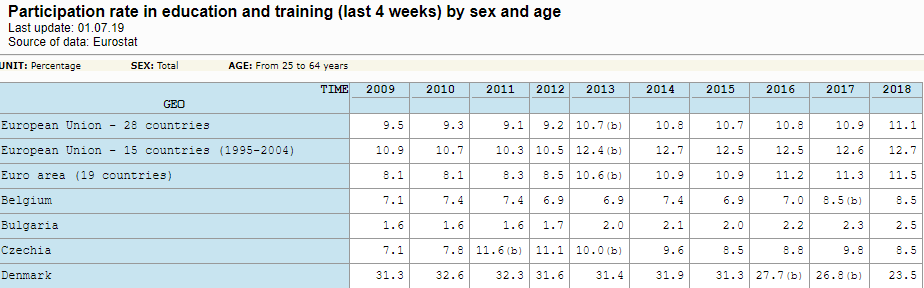 Participation rate in education and training (last 4 weeks) by sex and age
Last update: 01.07.19
Source of data: Eurostat
UNIT: Percentage SEX: Total AGE: From 25 to 64 years
TIME 2009 2010 2011 2012 2013 2014 2015 2016 2017 2018
GEO
European Union - 28 countries 9.5 9.3 9.1 9.2 10.7(b) 10.8 10.7 10.8 10.9 11.1
European Union - 15 countries (1995-2004) 10.9 10.7 10.3 10.5 12.4(b) 12.7 12.5 12.5 12.6 12.7
Euro area (19 countries) 8.1 8.1 8.3 8.5 10.6(b) 10.9 10.9 11.2 11.3 11.5
Belgium 7.1 7.4 7.4 6.9 6.9 7.4 6.9 7.0 8.5(b) 8.5
Bulgaria 1.6 1.6 1.6 1.7 2.0 2.1 2.0 2.2 2.3 2.5
Czechia 7.1 7.8 11.6(b) 11.1 10.0(b) 9.6 8.5 8.8 9.8 8.5
Denmark 31.3 32.6 32.3 31.6 31.4 31.9 31.3 27.7(b) 26.8(b) 23.5